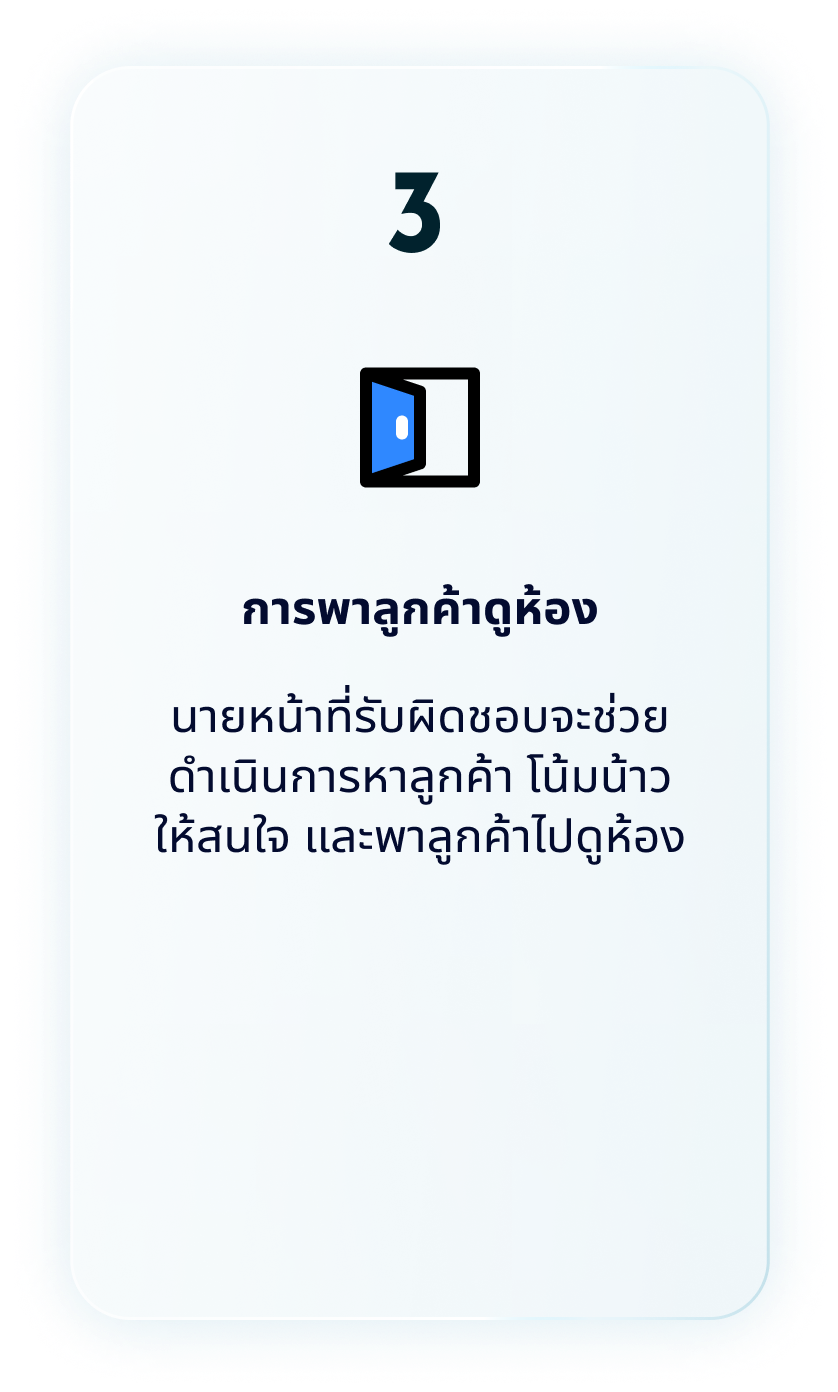 3
การพาลูกค้าดูห้อง
นายหน้าที่รับผิดชอบจะช่วย
ดำเนินการหาลูกค้า โน้มน้าว
ให้สนใจ และพาลูกค้าไปดูห้อง